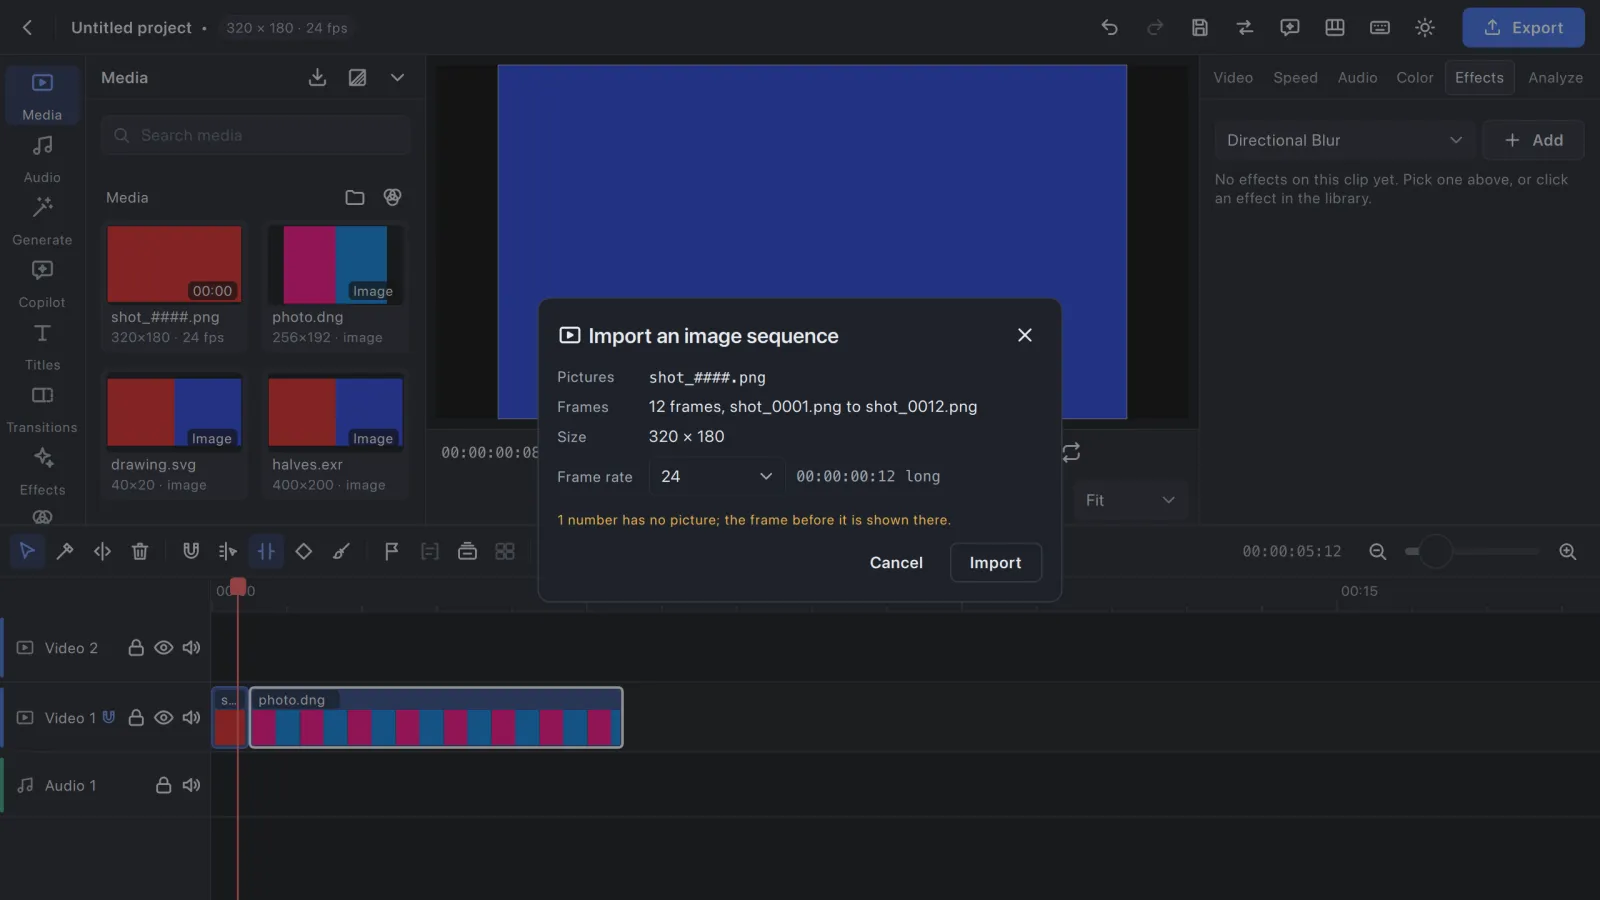 Untitled project •
320 × 180 · 24 fps
Export
Media
Audio
Generate
Copilot
Titles
Transitions
Effects
Media
Search media
Media
00:00
shot_####.png
320×180 · 24 fps
Image
photo.dng
256×192 · image
Image
drawing.svg
40×20 · image
Image
halves.exr
400×200 · image
00:00:00:08
Fit
Video
Speed
Audio
Color
Effects
Analyze
Directional Blur
Add
No effects on this clip yet. Pick one above, or click
an effect in the library.
Import an image sequence
Pictures shot_####.png
Frames 12 frames, shot_0001.png to shot_0012.png
Size 320 × 180
Frame rate 24 00:00:00:12 long
1 number has no picture; the frame before it is shown there.
Cancel
Import
00:00:05:12
00:15
Video 2
Video 1
s...
photo.dng
Audio 1